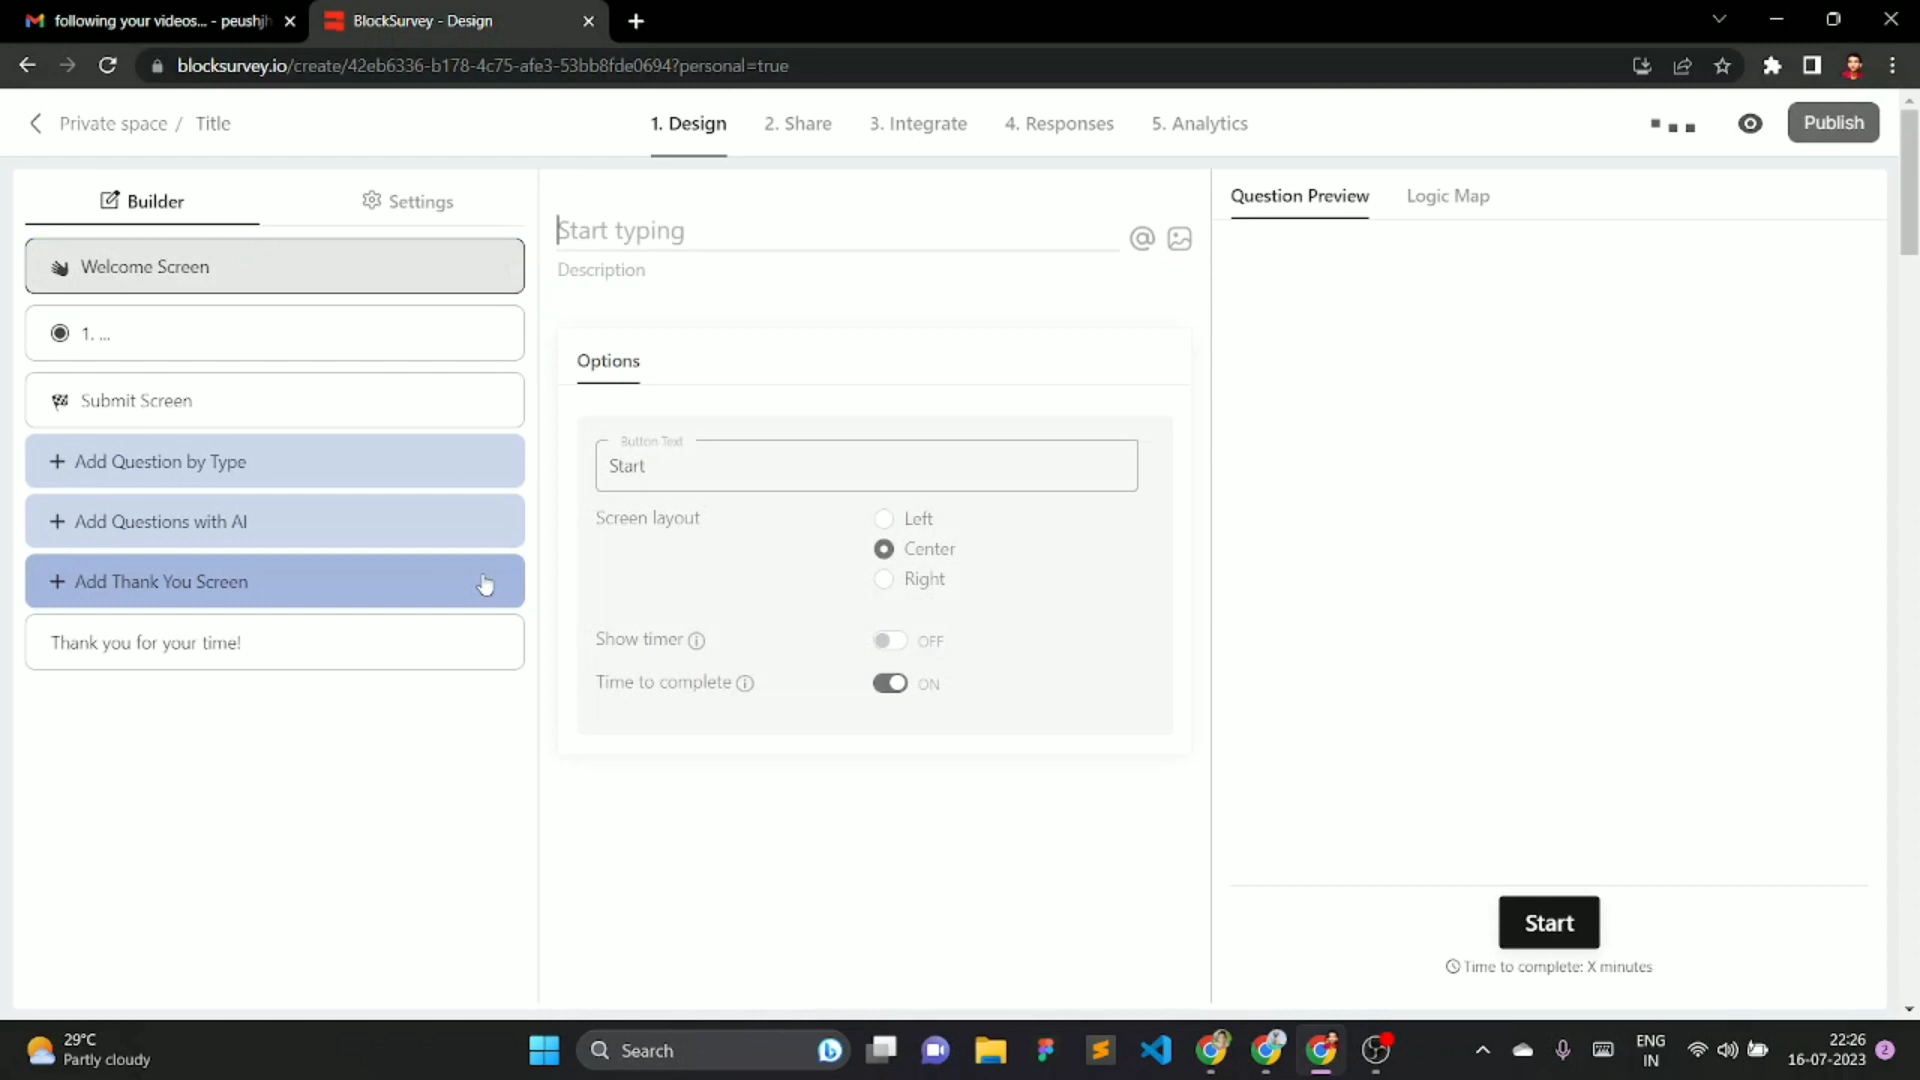 following your videos... - peushjh
BlockSurvey - Design
blocksurvey.io/create/42eb6336-b178-4c75-afe3-53bb8fde0694?personal=true
Private space / Title
1. Design
2. Share
3. Integrate
4. Responses
5. Analytics
Publish
Builder
Settings
Welcome Screen
1. ...
Submit Screen
+ Add Question by Type
+ Add Questions with AI
+ Add Thank You Screen
Thank you for your time!
Start typing
Description
Options
Button Text
Start
Screen layout
Left
Center
Right
Show timer
OFF
Time to complete
ON
Question Preview
Logic Map
Start
Time to complete: X minutes
29°C
Partly cloudy
Search
ENG
IN
22:26
16-07-2023
2